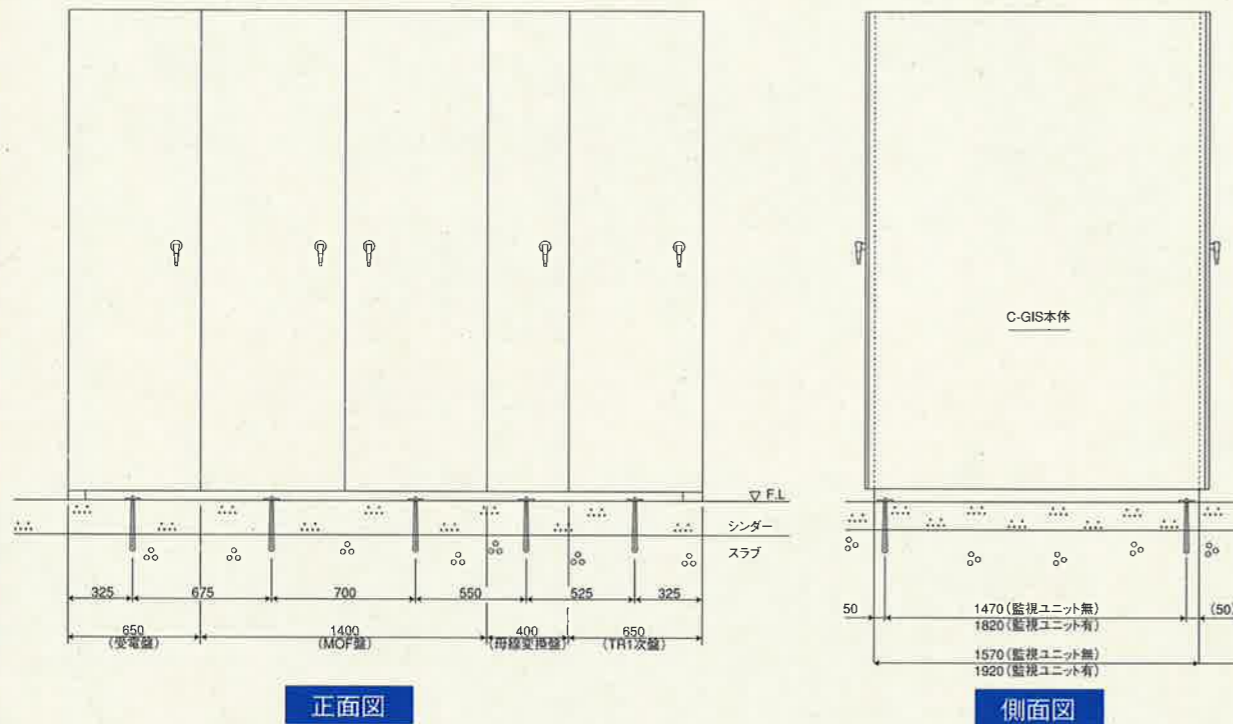 C-GIS本体
▽ F.L
シンダー
スラブ
325 675 700 550 525 325
650 1400 400 650
(受電盤) (MOF盤) (母線変換盤) (TR1次盤)
正面図
50 1470(監視ユニット無) (50)
1820(監視ユニット有)
1570(監視ユニット無)
1920(監視ユニット有)
側面図